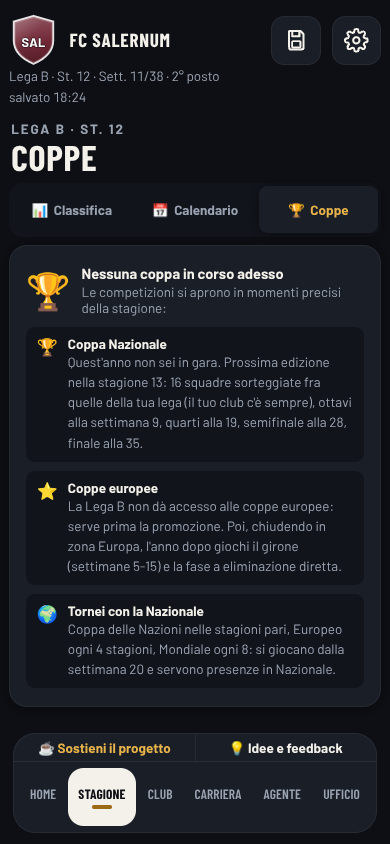 SAL
FC SALERNUM
Lega B · St. 12 · Sett. 11/38 · 2° posto
salvato 18:24
LEGA B · ST. 12
COPPE
Classifica
Calendario
Coppe
Nessuna coppa in corso adesso
Le competizioni si aprono in momenti precisi
della stagione:
Coppa Nazionale
Quest'anno non sei in gara. Prossima edizione
nella stagione 13: 16 squadre sorteggiate fra
quelle della tua lega (il tuo club c'è sempre), ottavi
alla settimana 9, quarti alla 19, semifinale alla 28,
finale alla 35.
Coppe europee
La Lega B non dà accesso alle coppe europee:
serve prima la promozione. Poi, chiudendo in
zona Europa, l'anno dopo giochi il girone
(settimane 5-15) e la fase a eliminazione diretta.
Tornei con la Nazionale
Coppa delle Nazioni nelle stagioni pari, Europeo
ogni 4 stagioni, Mondiale ogni 8: si giocano dalla
settimana 20 e servono presenze in Nazionale.
Sostieni il progetto
Idee e feedback
HOME
STAGIONE
CLUB
CARRIERA
AGENTE
UFFICIO